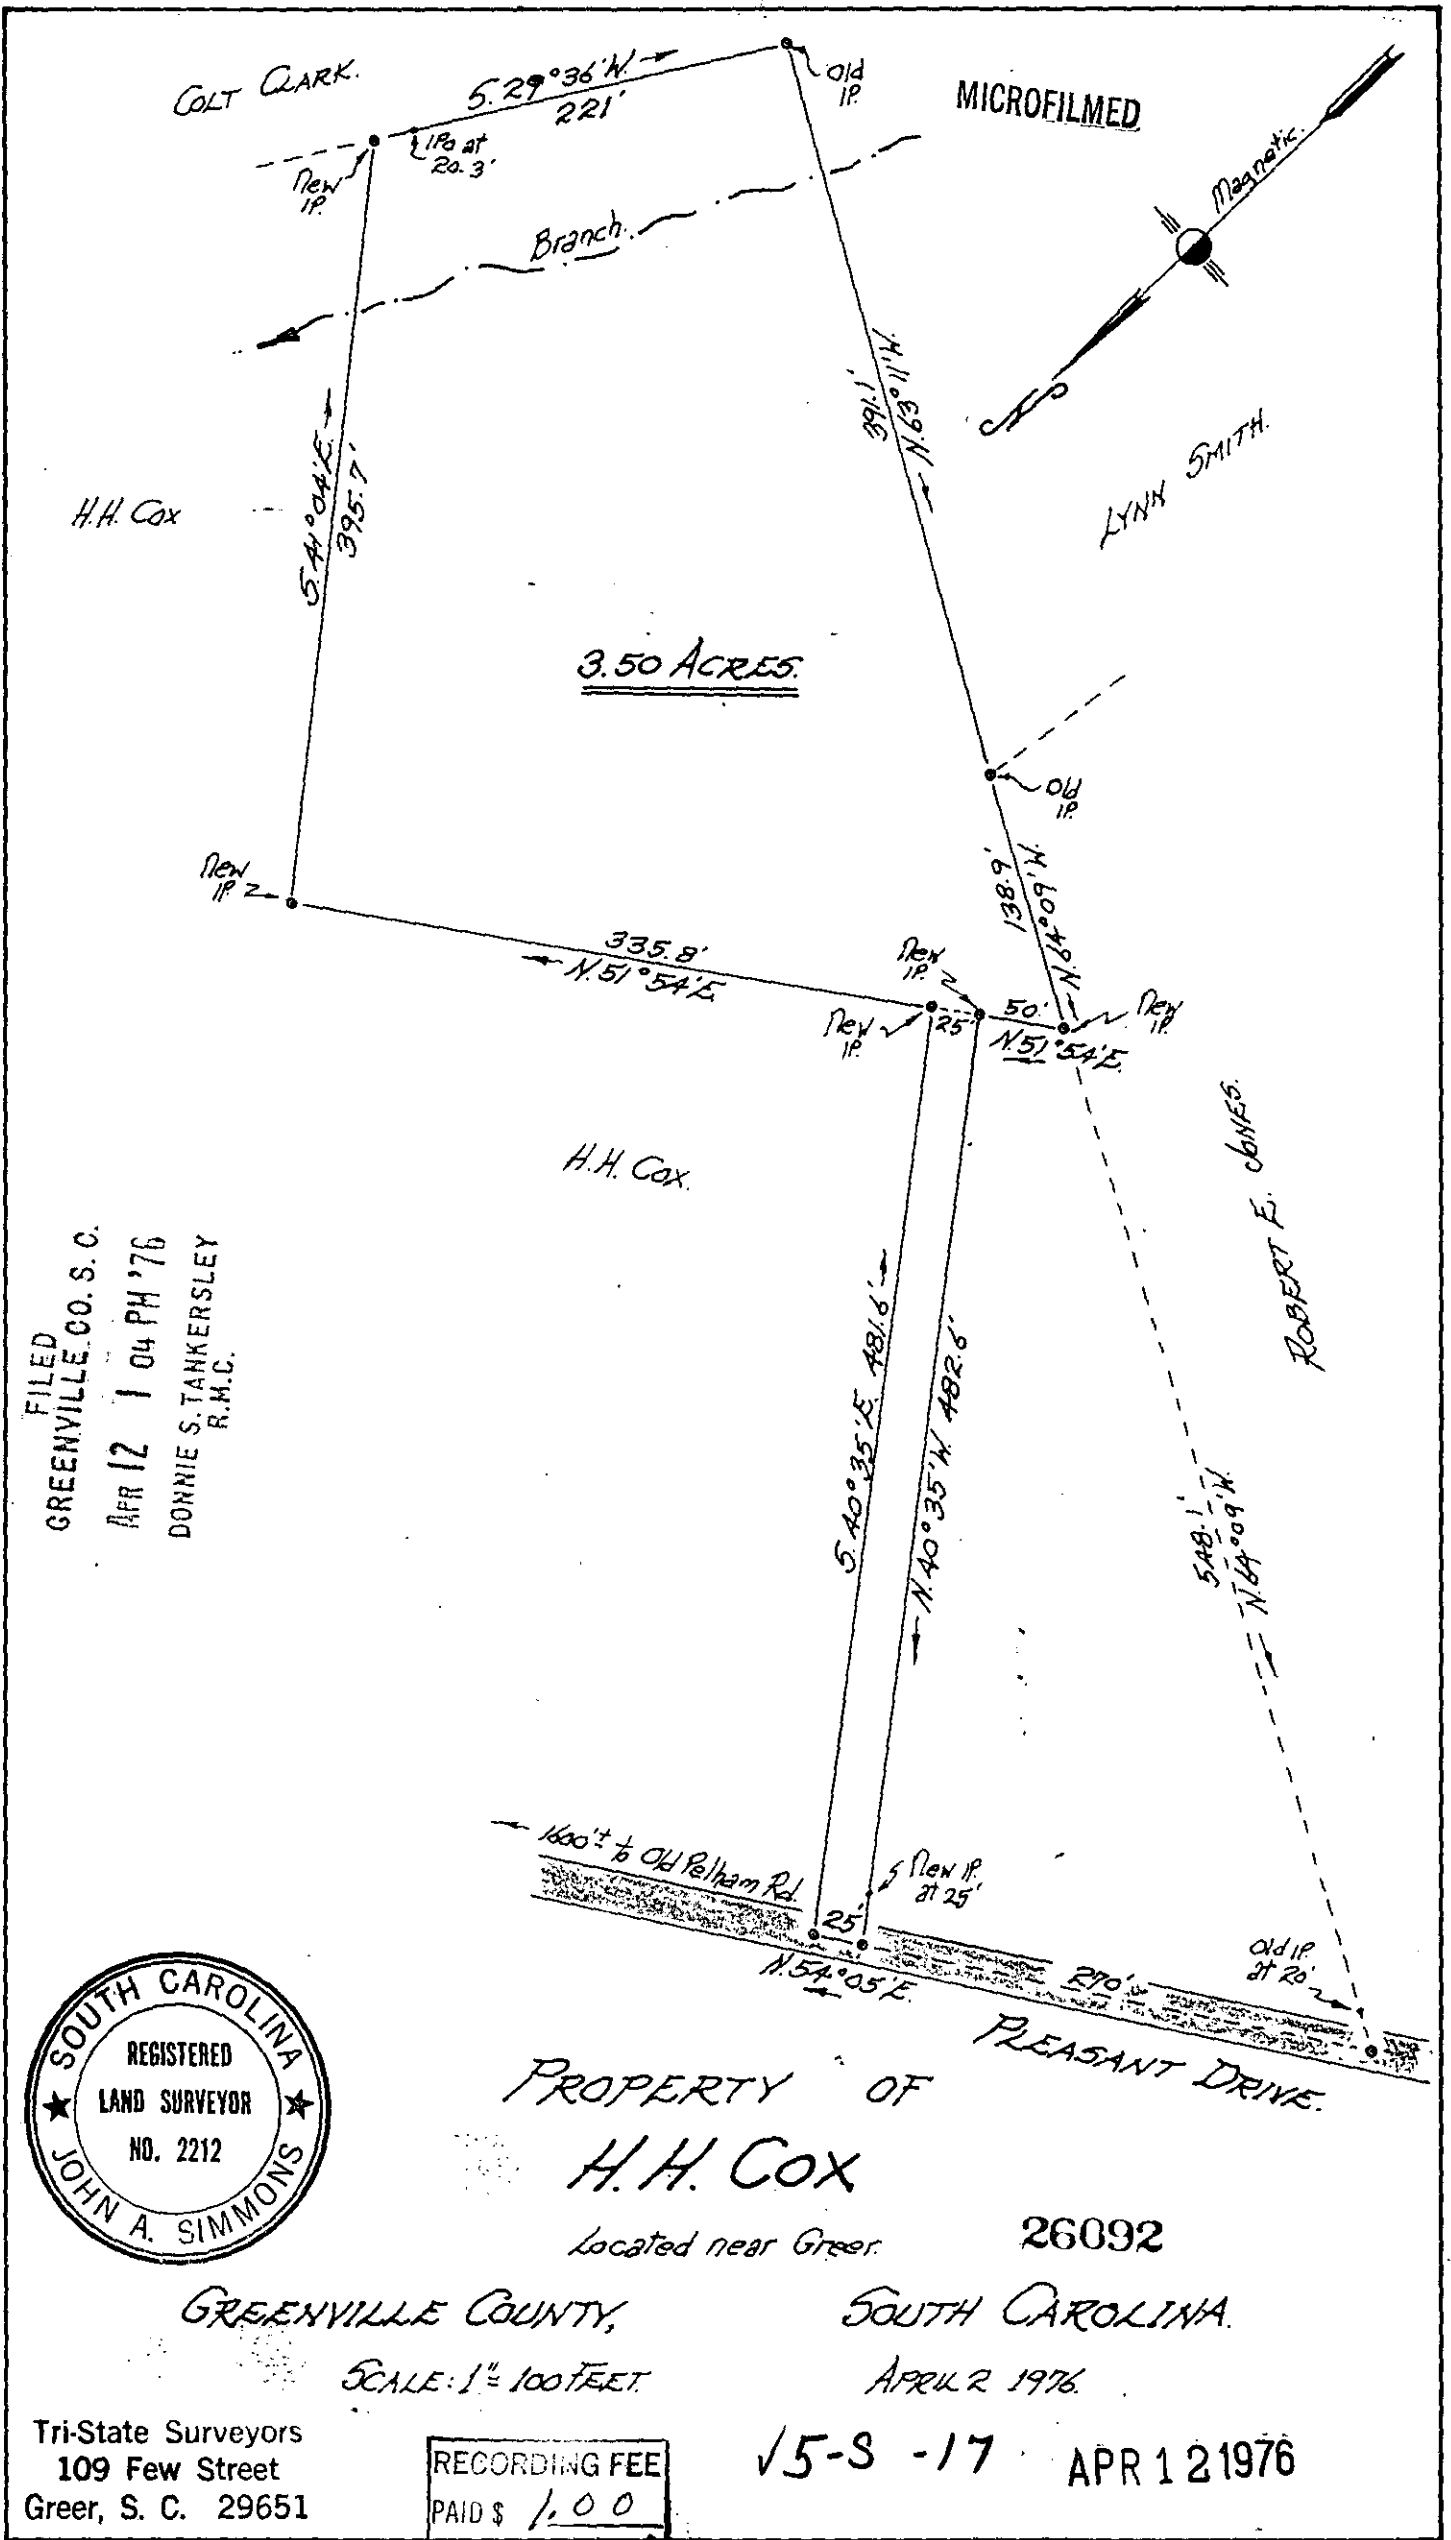 COLT CLARK.
S.29°36'W.
221'
Old
IP.
MICROFILMED
IPo at
20.3'
New
IP.
Magnetic.
Branch.
391.1'
N.63°11'W.
LYNN SMITH.
S.41°04'E.
395.7'
H.H. Cox
3.50 ACRES.
Old
IP.
138.9'
N.64°09'W.
New
IP.
335.8'
N.51°54'E.
New
IP.
New
IP.
25'
50'
N.51°54'E.
New
IP.
H.H. Cox.
ROBERT E. JONES.
FILED
GREENVILLE CO. S. C.
APR 12 1 04 PM '76
DONNIE S. TANKERSLEY
R.M.C.
S.40°35'E. 481.6'
N.40°35'W. 482.6'
548.1'
N.64°09'W.
1600'± to Old Pelham Rd.
New IP.
at 25'
25'
N.54°05'E.
270'
Old IP.
at 20'
PLEASANT DRIVE.
SOUTH CAROLINA
REGISTERED
LAND SURVEYOR
NO. 2212
JOHN A. SIMMONS
PROPERTY OF
H.H. COX
Located near Greer.
26092
GREENVILLE COUNTY, SOUTH CAROLINA.
SCALE: 1"= 100 FEET. APRIL 2 1976.
Tri-State Surveyors
109 Few Street
Greer, S. C. 29651
RECORDING FEE
PAID $ 1.00
√5-S-17
APR 12 1976